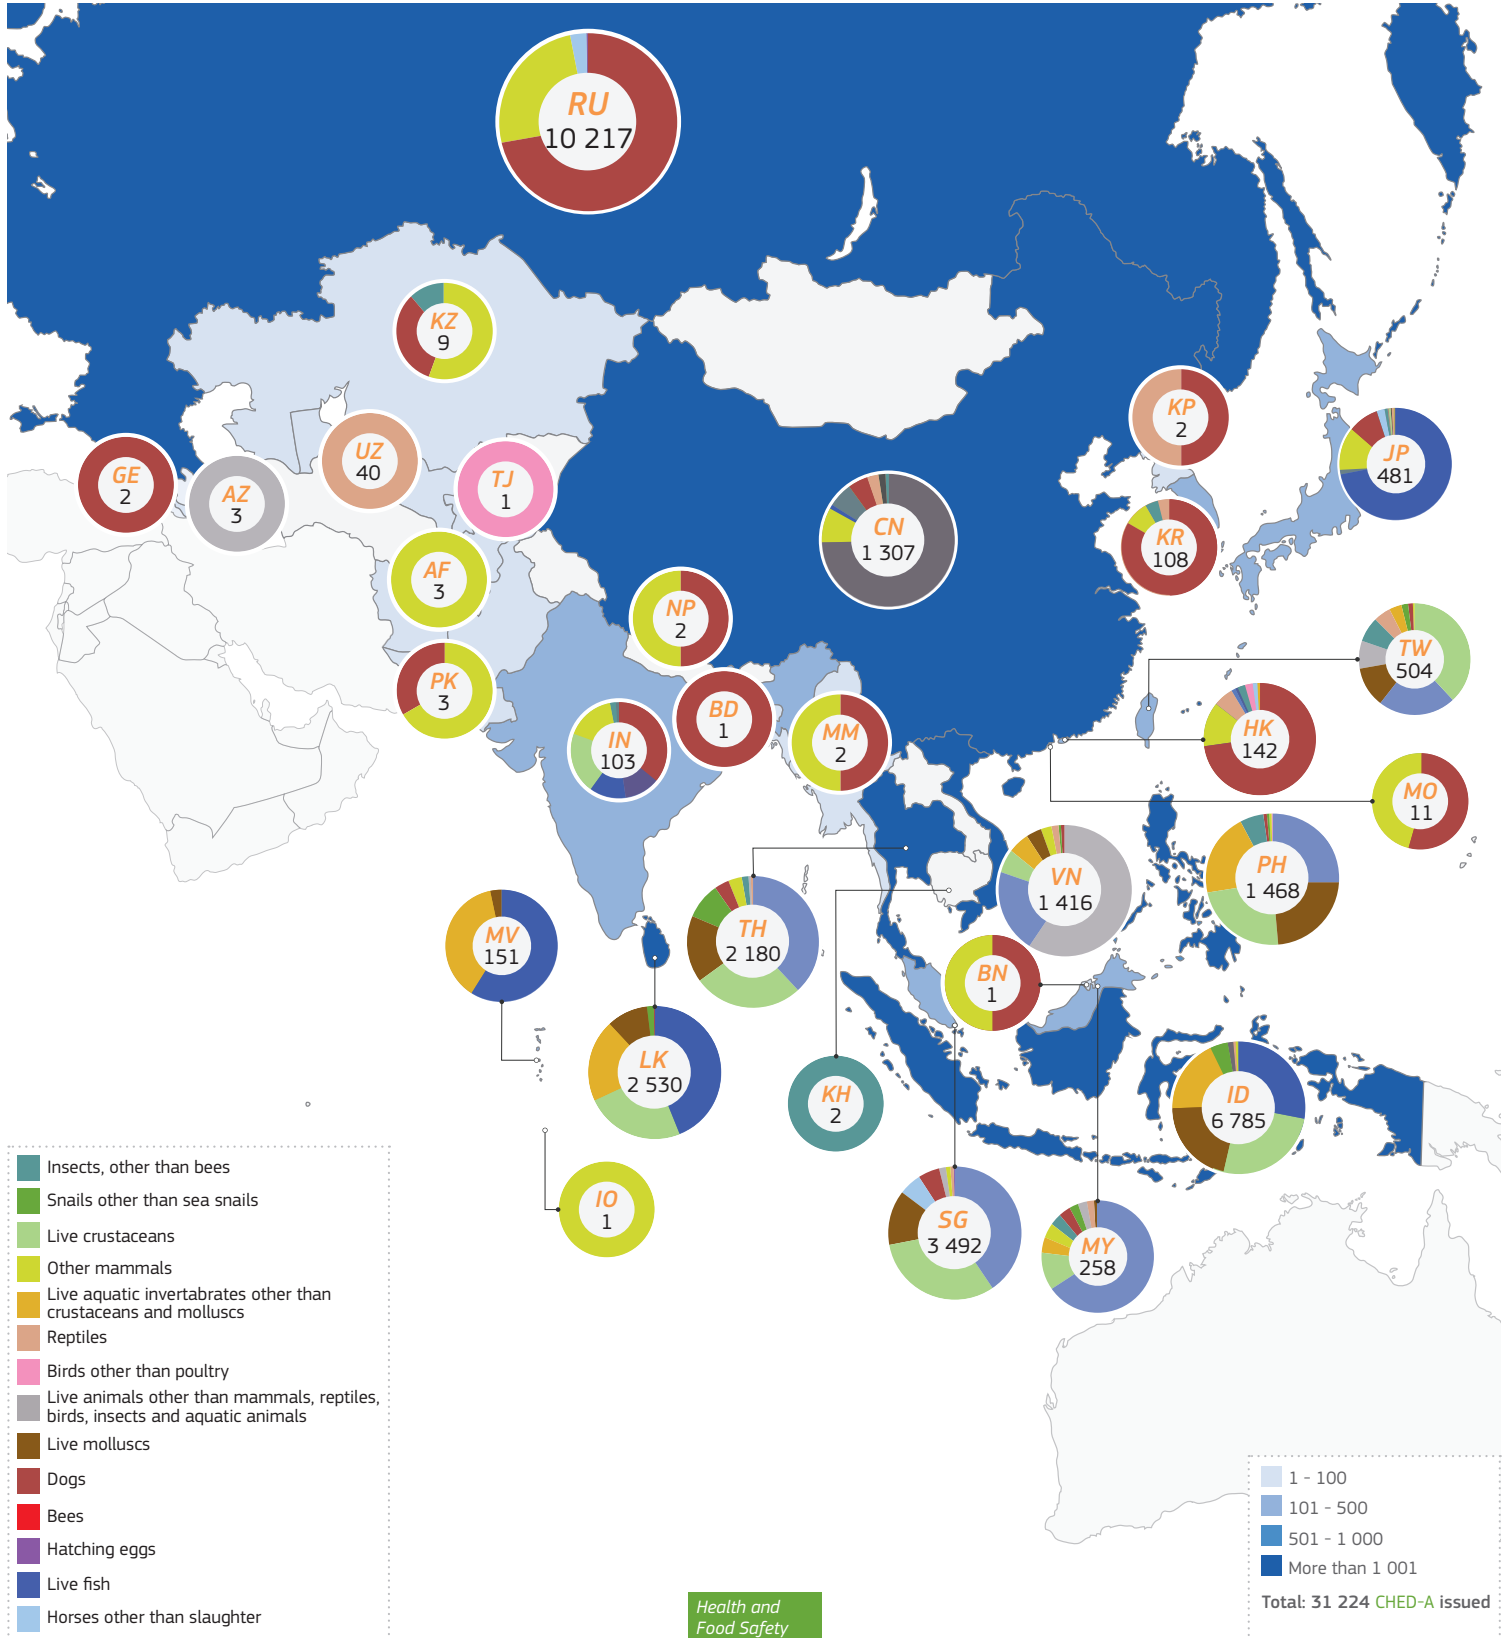 RU
10 217
KZ
9
KP
2
JP
481
GE
2
AZ
3
UZ
40
TJ
1
CN
1 307
KR
108
AF
3
NP
2
TW
504
PK
3
IN
103
BD
1
MM
2
HK
142
MO
11
VN
1 416
PH
1 468
MV
151
TH
2 180
BN
1
LK
2 530
KH
2
ID
6 785
IO
1
SG
3 492
MY
258
Insects, other than bees
Snails other than sea snails
Live crustaceans
Other mammals
Live aquatic invertabrates other than
crustaceans and molluscs
Reptiles
Birds other than poultry
Live animals other than mammals, reptiles,
birds, insects and aquatic animals
Live molluscs
Dogs
Bees
Hatching eggs
Live fish
Horses other than slaughter
1 - 100
101 - 500
501 - 1 000
More than 1 001
Total: 31 224 CHED-A issued
Health and
Food Safety